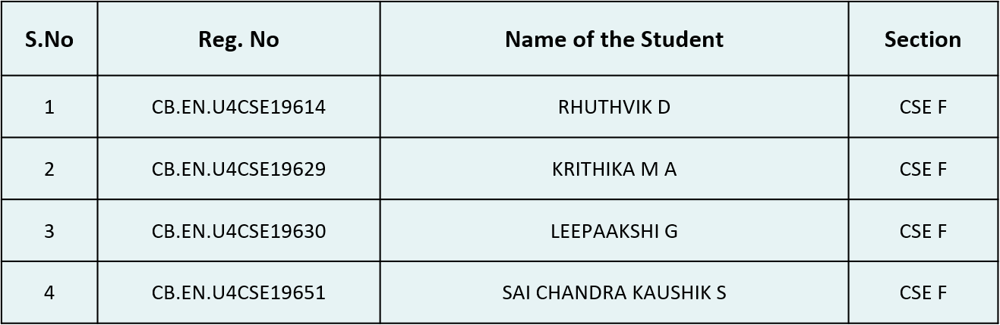 S.No Reg. No Name of the Student Section
1 CB.EN.U4CSE19614 RHUTHVIK D CSE F
2 CB.EN.U4CSE19629 KRITHIKA M A CSE F
3 CB.EN.U4CSE19630 LEEPAAKSHI G CSE F
4 CB.EN.U4CSE19651 SAI CHANDRA KAUSHIK S CSE F